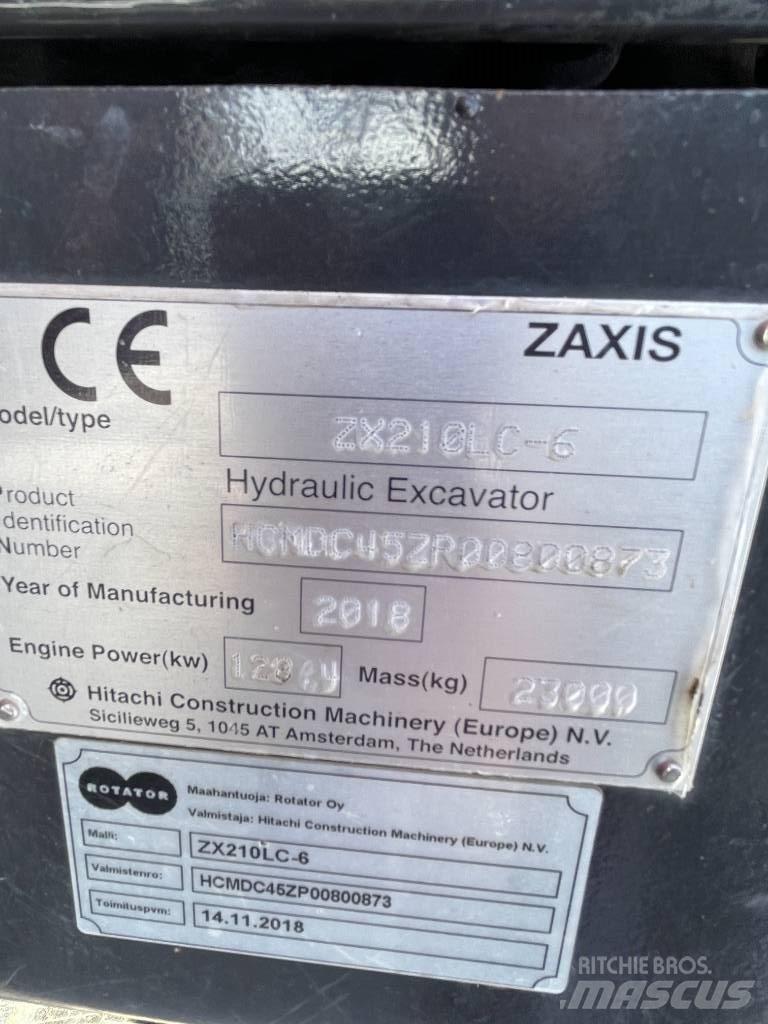 CE
ZAXIS
odel/type
ZX210LC-6
Hydraulic Excavator
Product
dentification
Number
HCMDC45ZP00800873
Year of Manufacturing
2018
Engine Power(kw)
Mass(kg)
23000
Hitachi Construction Machinery (Europe) N.V.
Sicilieweg 5, 1045 AT Amsterdam, The Netherlands
ROTATOR
Maahantuoja: Rotator Oy
Valmistaja: Hitachi Construction Machinery (Europe) N.V.
Malli:
ZX210LC-6
Valmistenro:
HCMDC45ZP00800873
Toimituspvm:
14.11.2018
RITCHIE BROS.
MASCUS